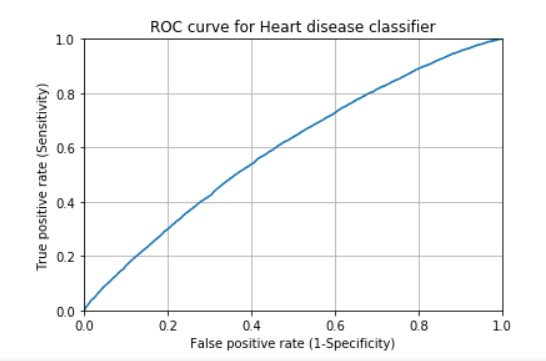 ROC curve for Heart disease classifier
1.0
0.8
0.6
0.4
0.2
0.0
True positive rate (Sensitivity)
0.0 0.2 0.4 0.6 0.8 1.0
False positive rate (1-Specificity)